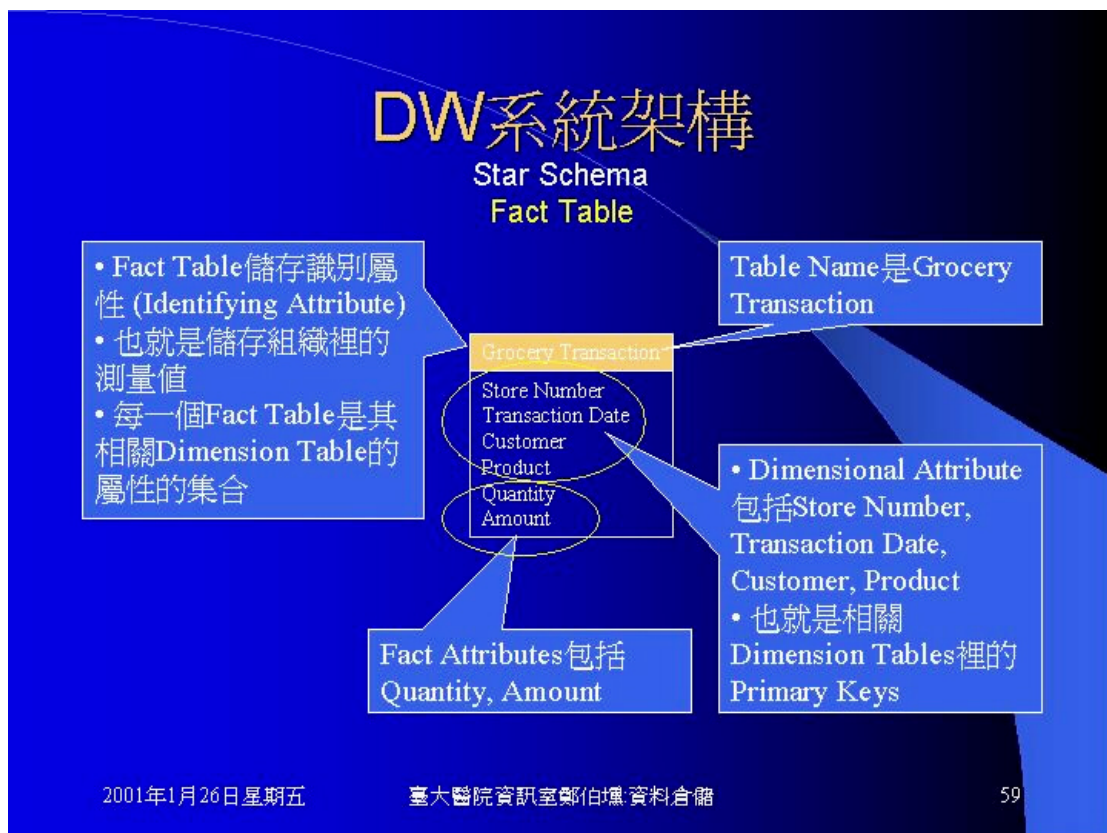 DW系統架構
Star Schema
Fact Table
• Fact Table儲存識別屬
性 (Identifying Attribute)
• 也就是儲存組織裡的
測量值
• 每一個Fact Table是其
相關Dimension Table的
屬性的集合
Table Name是Grocery
Transaction
Grocery Transaction
Store Number
Transaction Date
Customer
Product
Quantity
Amount
• Dimensional Attribute
包括Store Number,
Transaction Date,
Customer, Product
• 也就是相關
Dimension Tables裡的
Primary Keys
Fact Attributes包括
Quantity, Amount
2001年1月26日星期五
臺大醫院資訊室鄭伯壎:資料倉儲
59